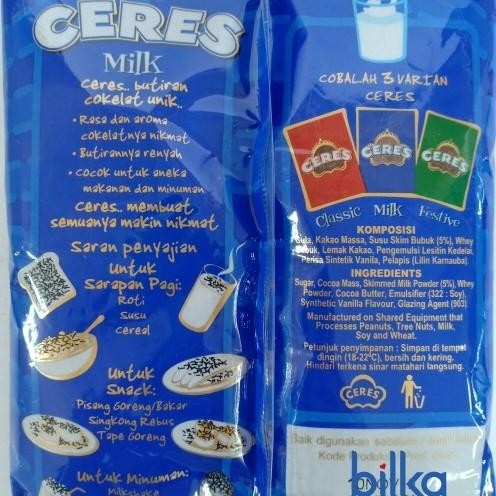 CERES
Milk
Ceres.. butiran
cokelat unik..
• Rasa dan aroma
cokelatnya nikmat
• Butirannya renyah
• Cocok untuk aneka
makanan dan minuman
Ceres.. membuat
semuanya makin nikmat
Saran penyajian
Untuk
Sarapan Pagi:
Roti
Susu
Cereal
Untuk
Snack:
Pisang Goreng/Bakar
Singkong Rebus
Tape Goreng
Untuk Minuman:
Milkshake
COBALAH 3 VARIAN
CERES
CERES CERES CERES
Classic Milk Festive
KOMPOSISI
Gula, Kakao Massa, Susu Skim Bubuk (5%), Whey
Bubuk, Lemak Kakao, Pengemulsi Lesitin Kedelai,
Perisa Sintetik Vanila, Pelapis (Lilin Karnauba).
INGREDIENTS
Sugar, Cocoa Mass, Skimmed Milk Powder (5%), Whey
Powder, Cocoa Butter, Emulsifier (322 : Soy),
Synthetic Vanilla Flavour, Glazing Agent (903)
Manufactured on Shared Equipment that
Processes Peanuts, Tree Nuts, Milk,
Soy and Wheat.
Petunjuk penyimpanan : Simpan di tempat
dingin (18-22°C), bersih dan kering.
Hindari terkena sinar matahari langsung.
CERES
Baik digunakan sebelum
Kode Produksi
bilka